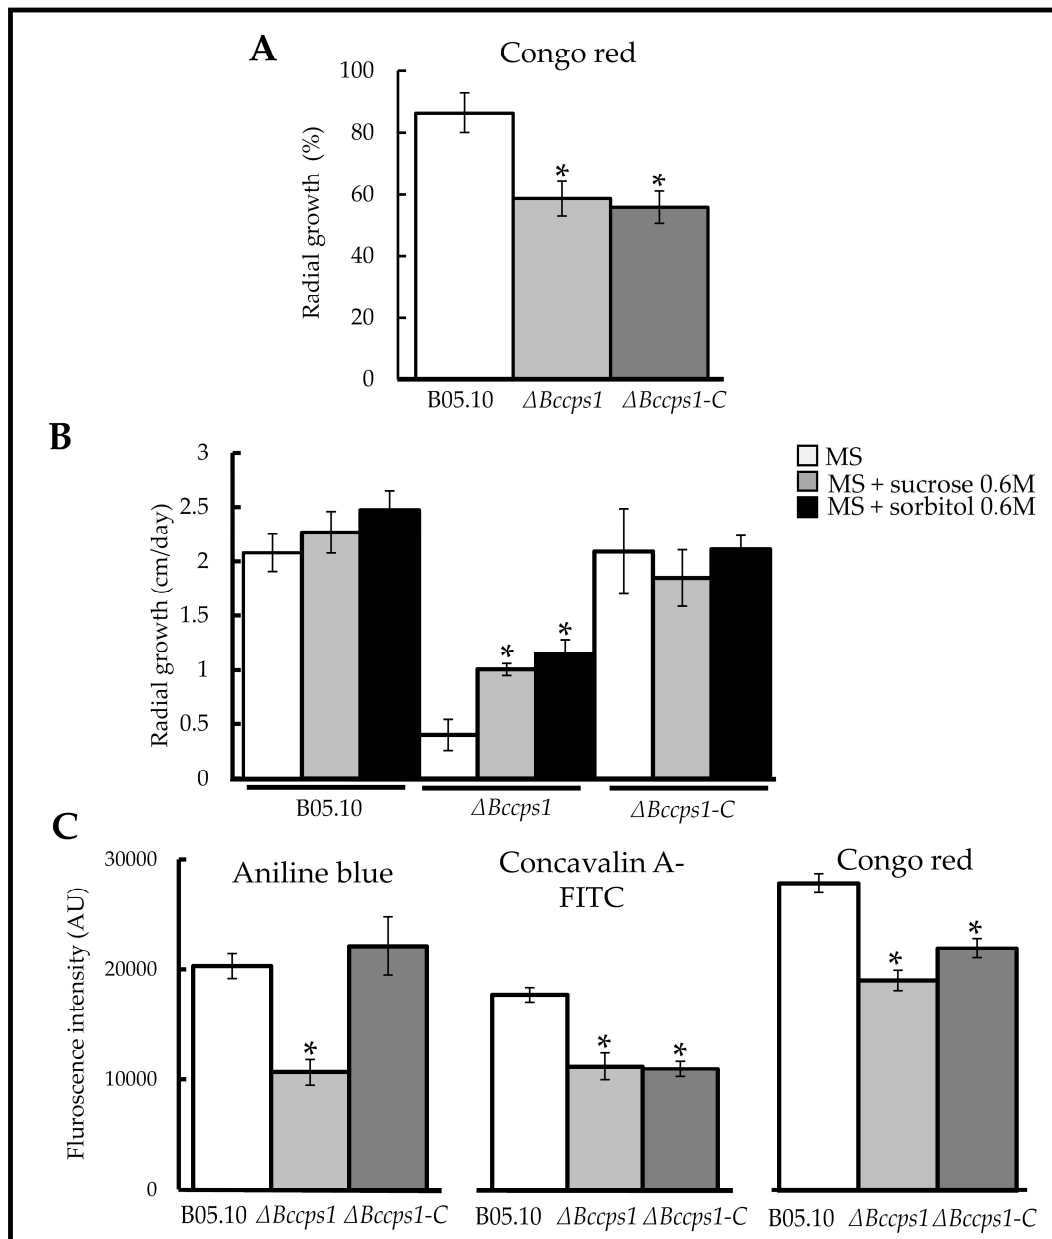 A
Congo red
Radial growth (%)
100
80
60
40
20
0
*
*
B05.10
ΔBccps1
ΔBccps1-C
B
Radial growth (cm/day)
3
2.5
2
1.5
1
0.5
0
*
*
MS
MS + sucrose 0.6M
MS + sorbitol 0.6M
B05.10
ΔBccps1
ΔBccps1-C
C
Fluroscence intensity (AU)
30000
20000
10000
0
Aniline blue
*
B05.10 ΔBccps1 ΔBccps1-C
Concavalin A-
FITC
*
*
B05.10 ΔBccps1 ΔBccps1-C
Congo red
*
*
B05.10 ΔBccps1 ΔBccps1-C